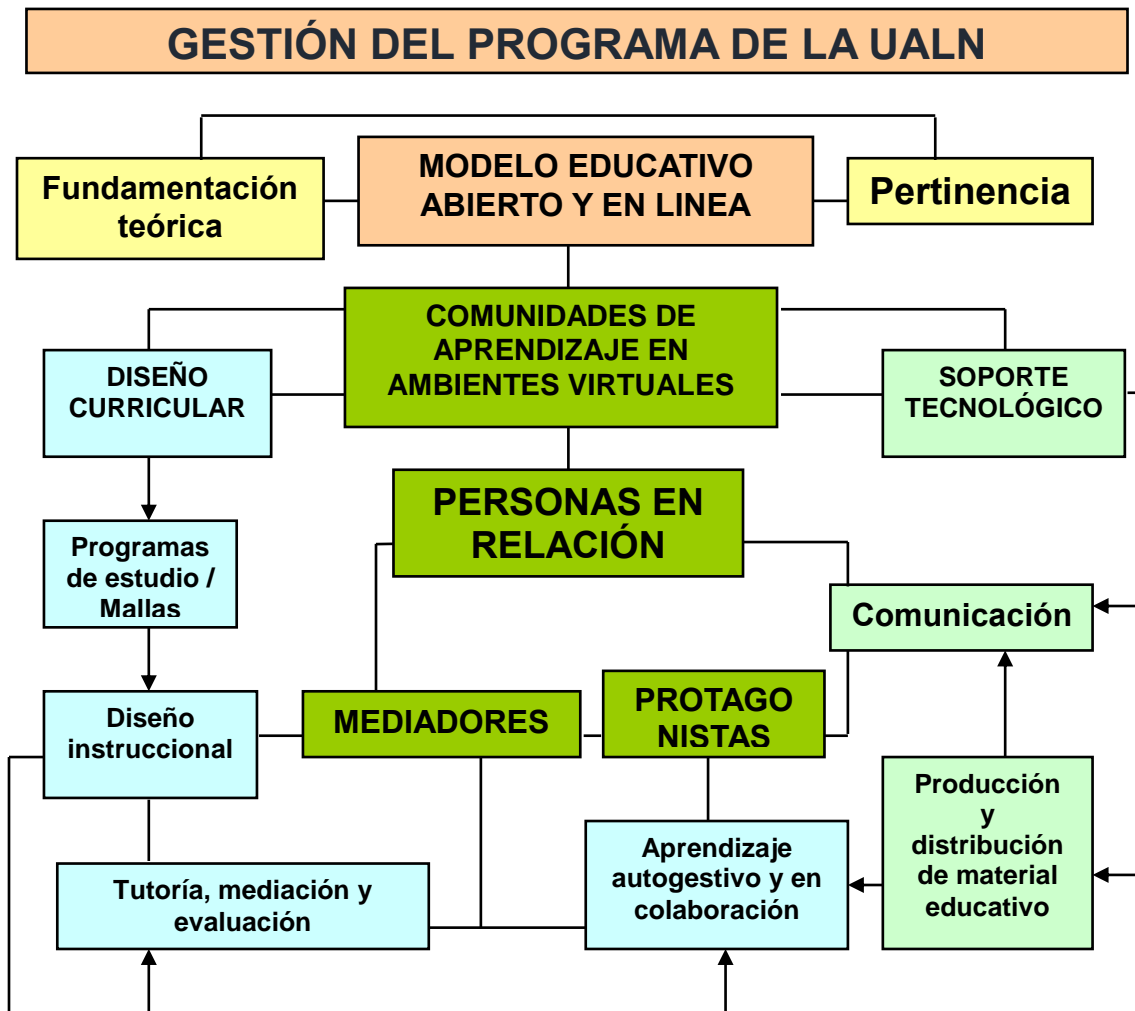 GESTIÓN DEL PROGRAMA DE LA UALN
Fundamentación
teórica
MODELO EDUCATIVO
ABIERTO Y EN LINEA
Pertinencia
COMUNIDADES DE
APRENDIZAJE EN
AMBIENTES VIRTUALES
DISEÑO
CURRICULAR
SOPORTE
TECNOLÓGICO
PERSONAS EN
RELACIÓN
Programas
de estudio /
Mallas
Comunicación
Diseño
instruccional
MEDIADORES
PROTAGO
NISTAS
Producción
y
distribución
de material
educativo
Aprendizaje
autogestivo y en
colaboración
Tutoría, mediación y
evaluación